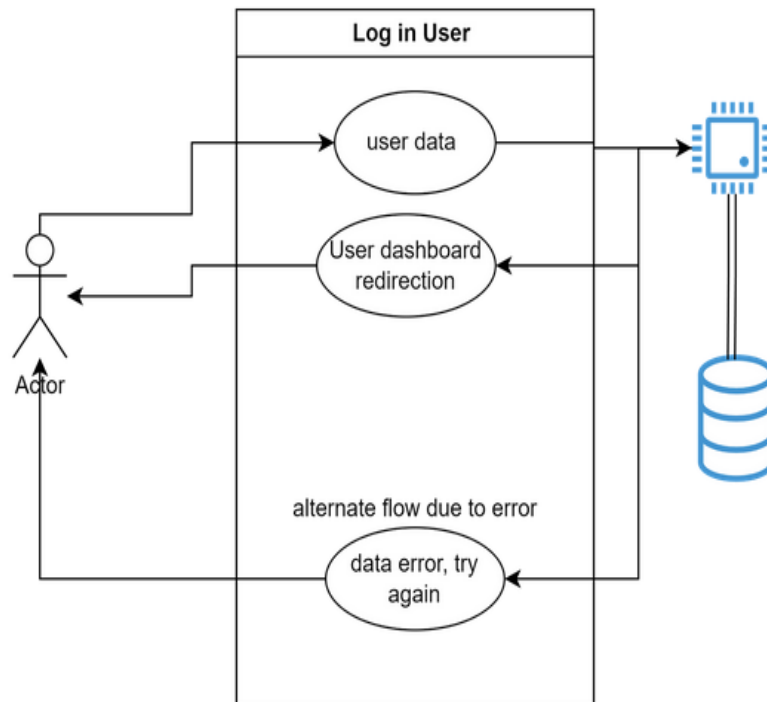 Log in User
user data
User dashboard
redirection
Actor
alternate flow due to error
data error, try
again